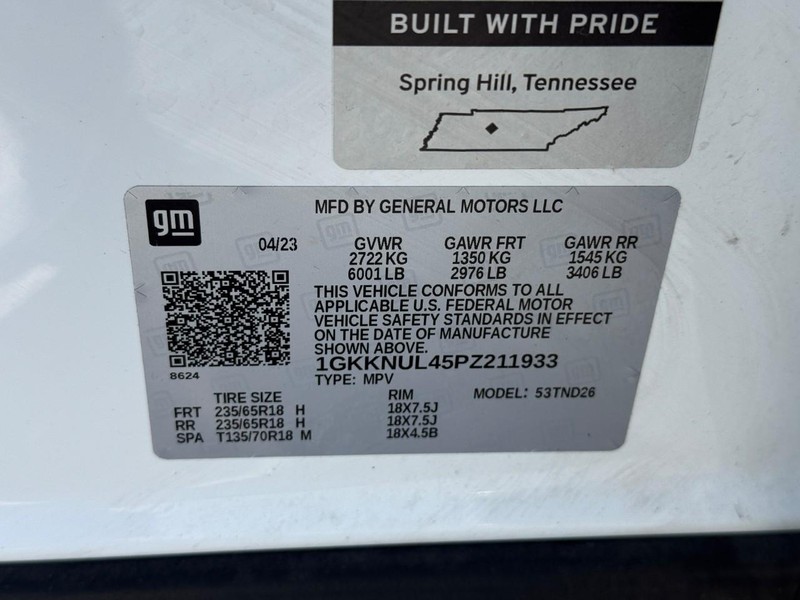 BUILT WITH PRIDE
Spring Hill, Tennessee
gm
MFD BY GENERAL MOTORS LLC
04/23 GVWR GAWR FRT GAWR RR
2722 KG 1350 KG 1545 KG
6001 LB 2976 LB 3406 LB
THIS VEHICLE CONFORMS TO ALL
APPLICABLE U.S. FEDERAL MOTOR
VEHICLE SAFETY STANDARDS IN EFFECT
ON THE DATE OF MANUFACTURE
SHOWN ABOVE.
8624
1GKKNUL45PZ211933
TYPE: MPV MODEL: 53TND26
TIRE SIZE RIM
FRT 235/65R18 H 18X7.5J
RR 235/65R18 H 18X7.5J
SPA T135/70R18 M 18X4.5B